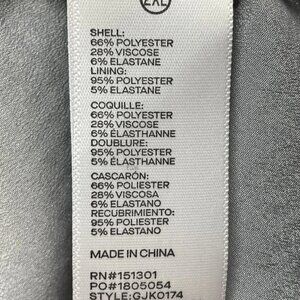 2XL
SHELL:
66% POLYESTER
28% VISCOSE
6% ELASTANE
LINING:
95% POLYESTER
5% ELASTANE
COQUILLE:
66% POLYESTER
28% VISCOSE
6% ÉLASTHANNE
DOUBLURE:
95% POLYESTER
5% ÉLASTHANNE
CASCARÓN:
66% POLIESTER
28% VISCOSA
6% ELASTANO
RECUBRIMIENTO:
95% POLIESTER
5% ELASTANO
MADE IN CHINA
RN#151301
PO#1805054
STYLE:GJK0174